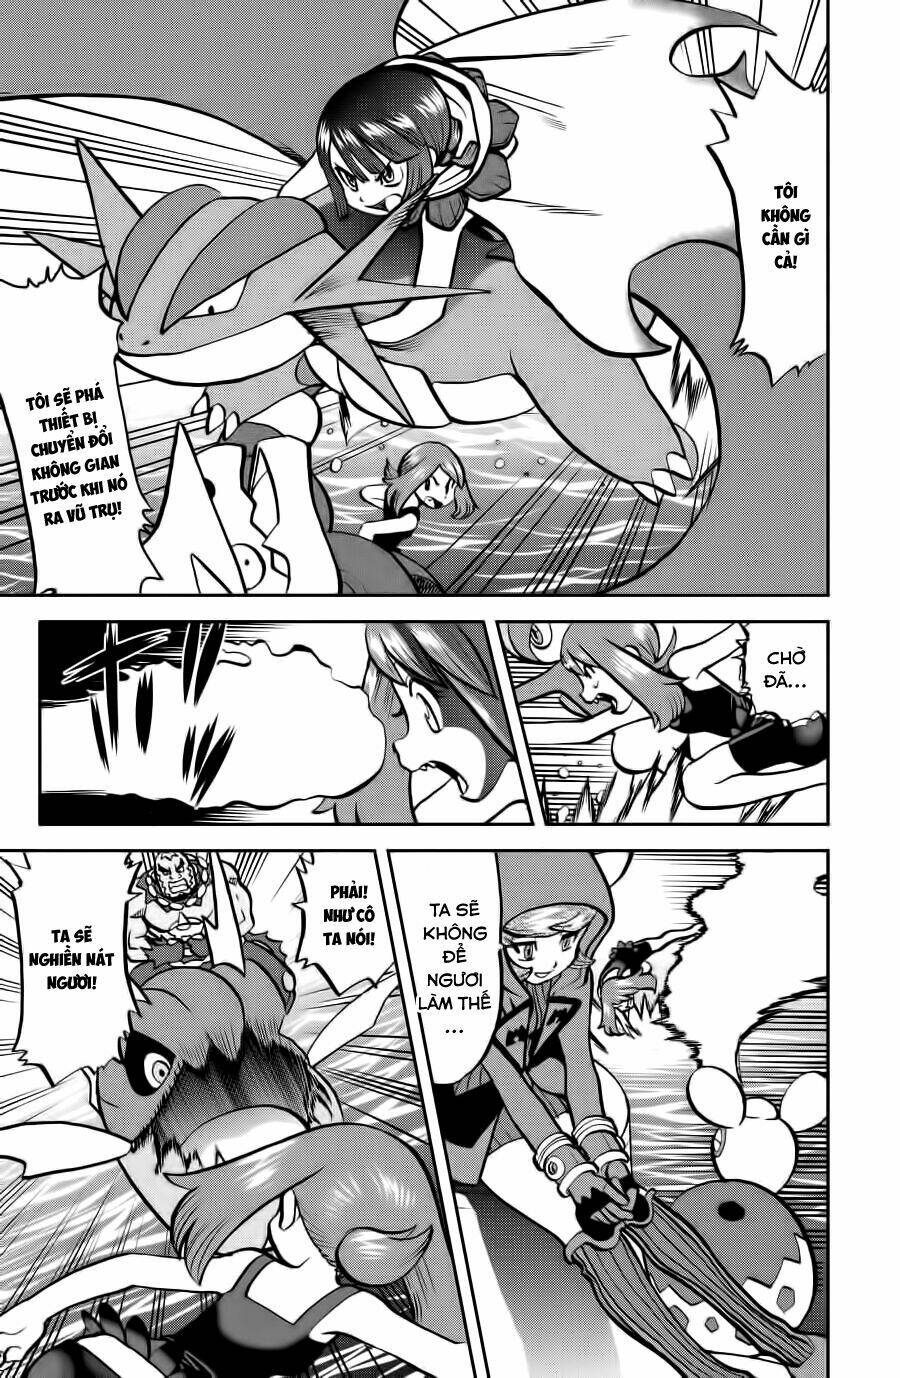 TÔI
KHÔNG
CẦN GÌ
CẢ!
TÔI SẼ PHÁ
THIẾT BỊ
CHUYỂN ĐỔI
KHÔNG GIAN
TRƯỚC KHI NÓ
RA VŨ TRỤ!
CHỜ
ĐÃ...
TA SẼ
KHÔNG
ĐỂ
NGƯƠI
LÀM THẾ
...
PHẢI!
NHƯ CÔ
TA NÓI!
TA SẼ
NGHIỀN NÁT
NGƯƠI!